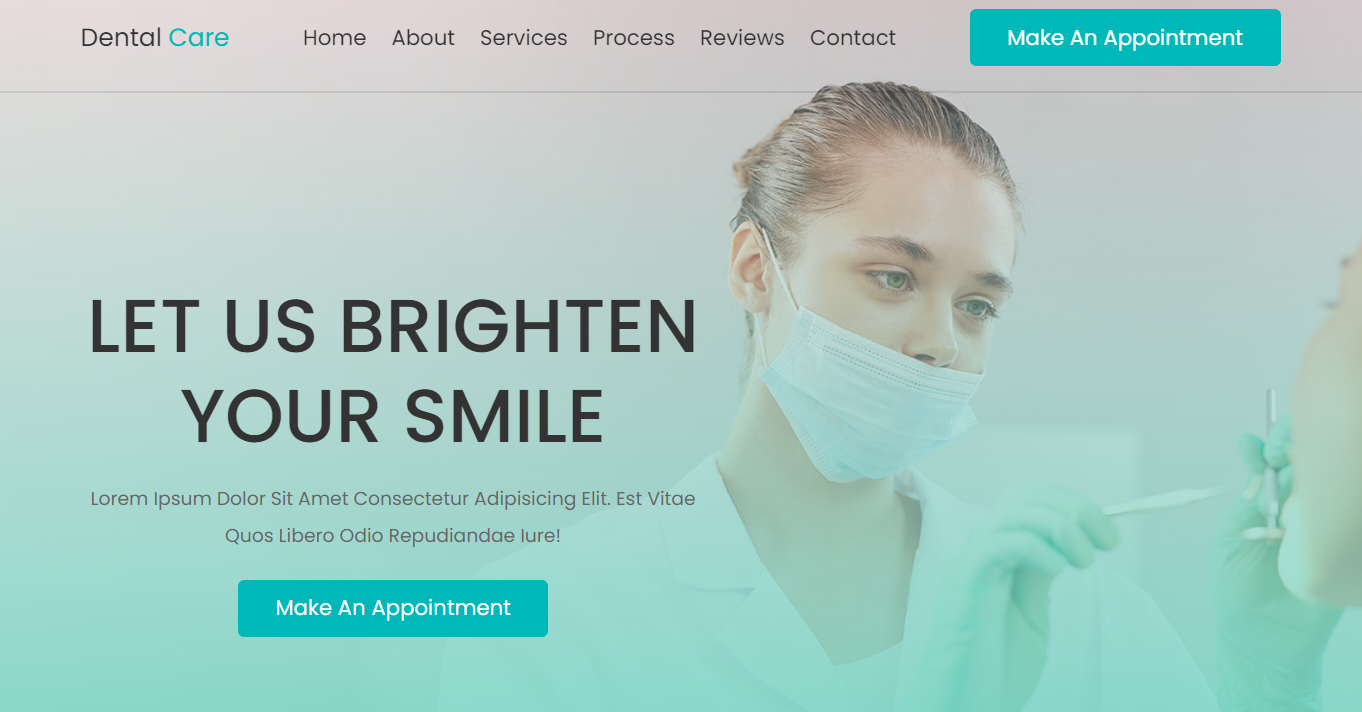 Dental Care
Home About Services Process Reviews Contact
Make An Appointment
LET US BRIGHTEN
YOUR SMILE
Lorem Ipsum Dolor Sit Amet Consectetur Adipisicing Elit. Est Vitae
Quos Libero Odio Repudiandae Iure!
Make An Appointment